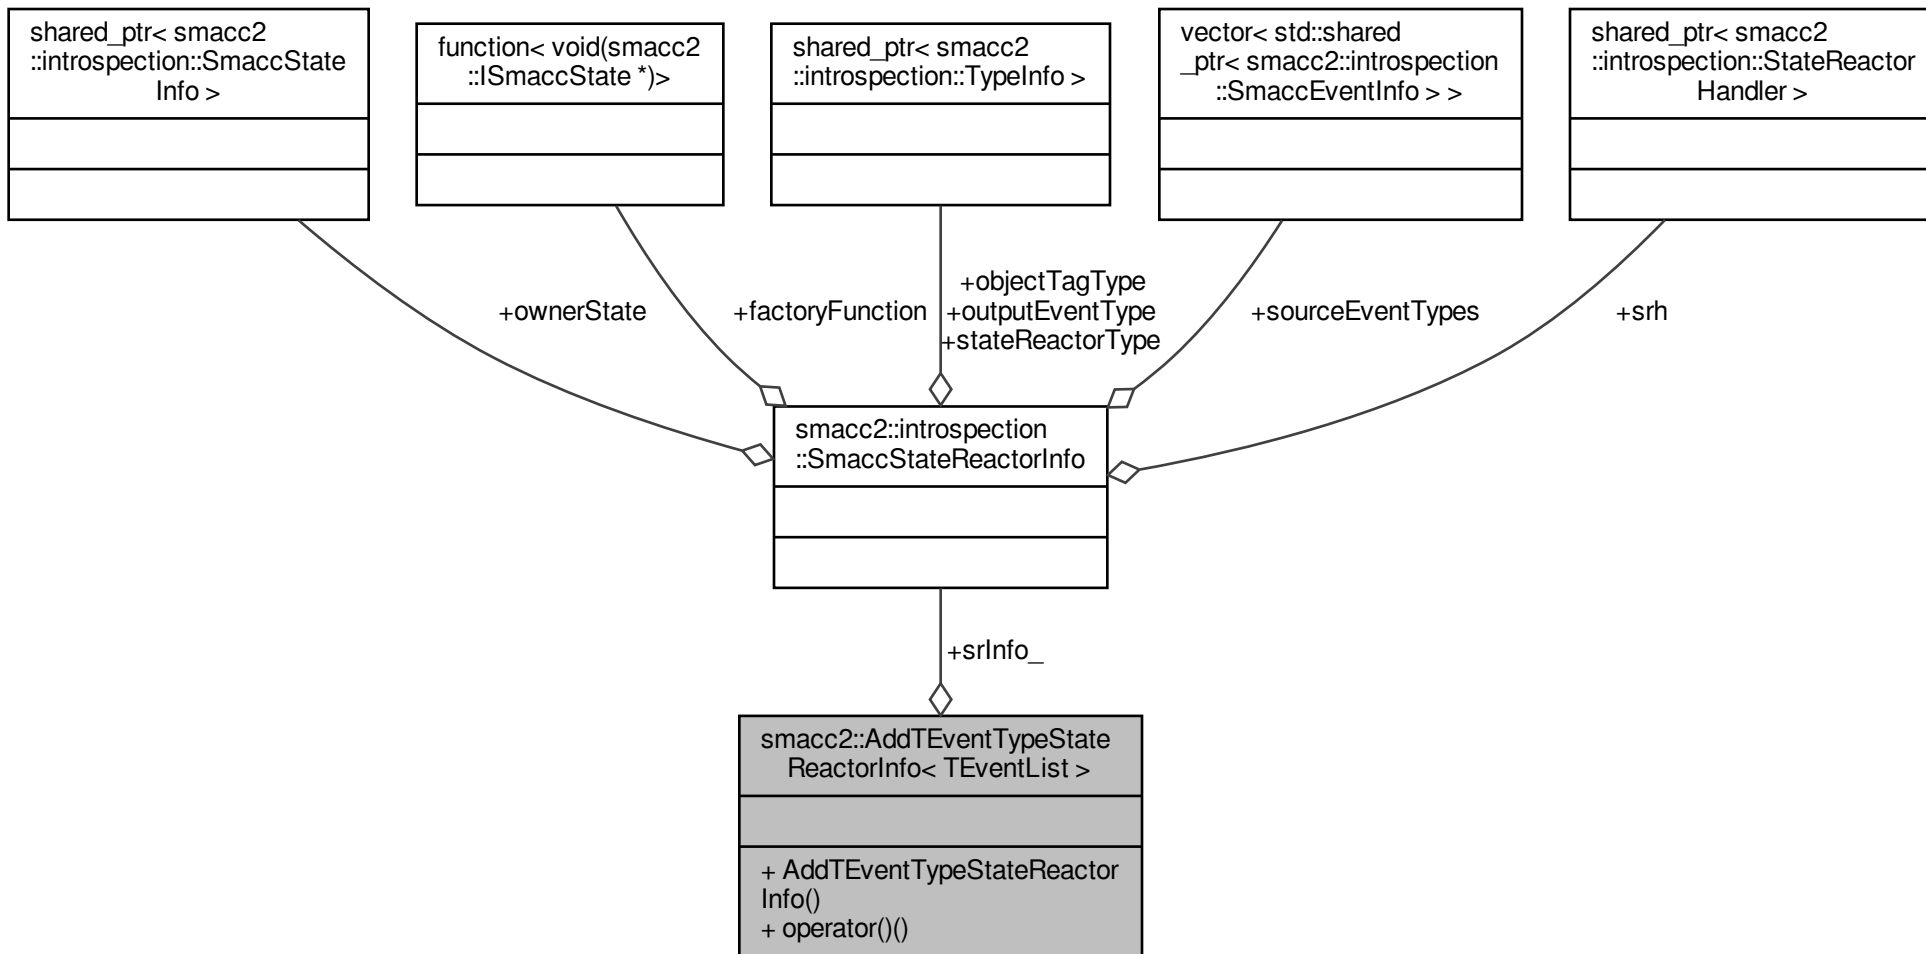 shared_ptr< smacc2
::introspection::SmaccState
Info >
function< void(smacc2
::ISmaccState *)>
shared_ptr< smacc2
::introspection::TypeInfo >
vector< std::shared
_ptr< smacc2::introspection
::SmaccEventInfo > >
shared_ptr< smacc2
::introspection::StateReactor
Handler >
+ownerState
+factoryFunction
+objectTagType
+outputEventType
+stateReactorType
+sourceEventTypes
+srh
smacc2::introspection
::SmaccStateReactorInfo
+srInfo_
smacc2::AddTEventTypeState
ReactorInfo< TEventList >
+ AddTEventTypeStateReactor
Info()
+ operator()()